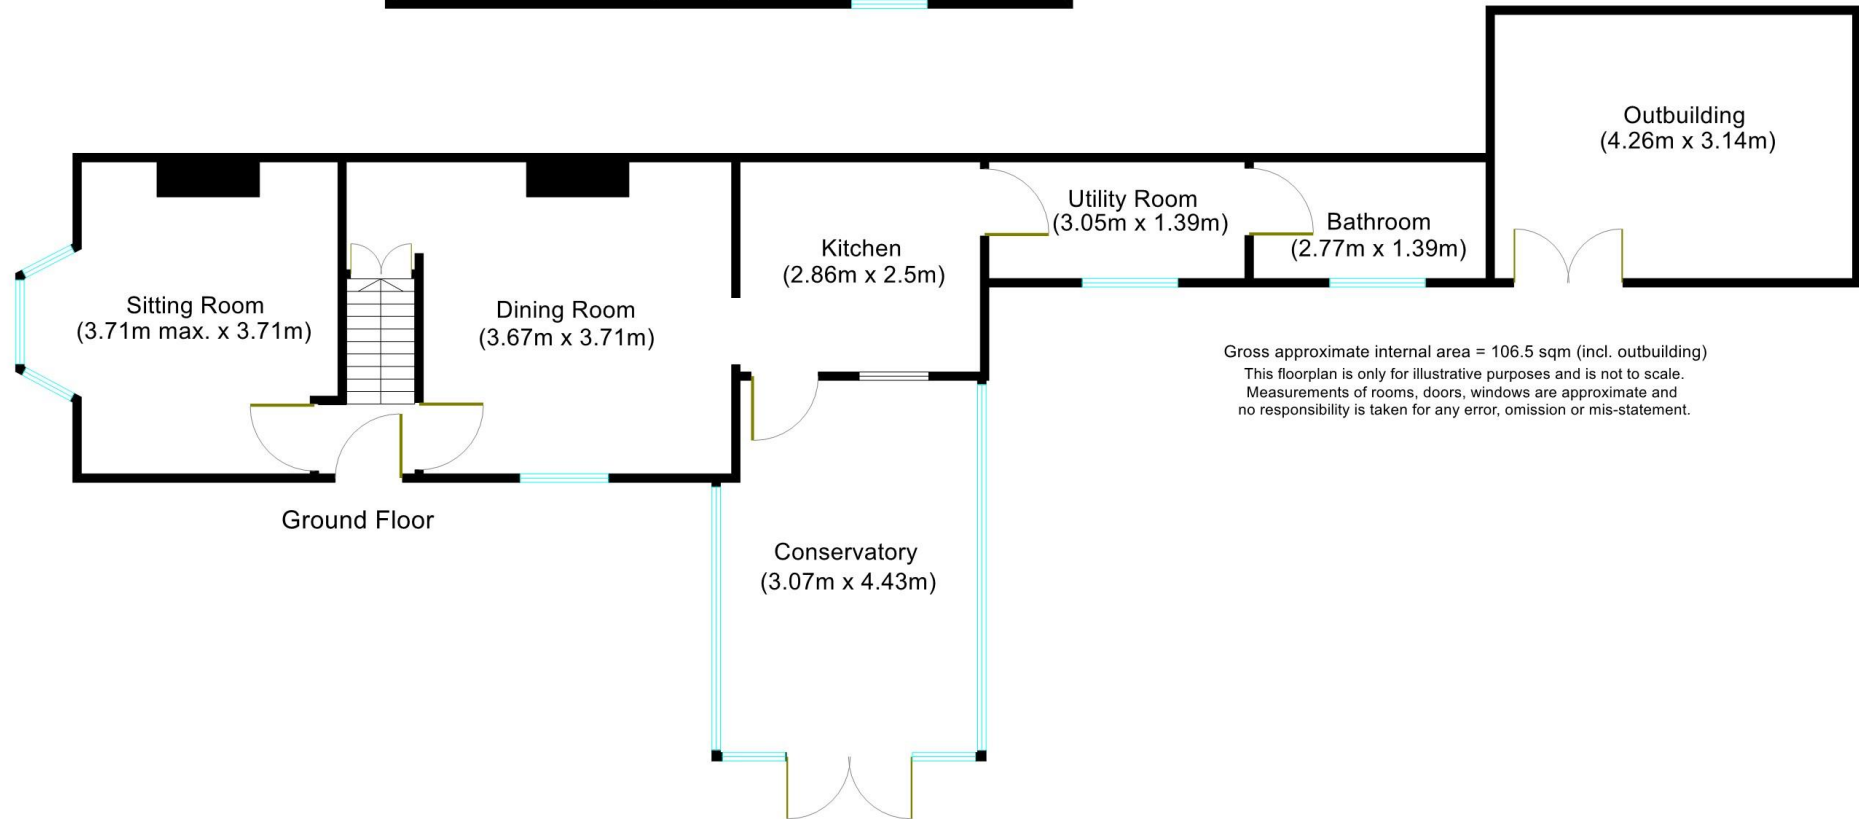 Outbuilding
(4.26m x 3.14m)
Utility Room
(3.05m x 1.39m)
Bathroom
(2.77m x 1.39m)
Kitchen
(2.86m x 2.5m)
Sitting Room
(3.71m max. x 3.71m)
Dining Room
(3.67m x 3.71m)
Gross approximate internal area = 106.5 sqm (incl. outbuilding)
This floorplan is only for illustrative purposes and is not to scale.
Measurements of rooms, doors, windows are approximate and
no responsibility is taken for any error, omission or mis-statement.
Ground Floor
Conservatory
(3.07m x 4.43m)